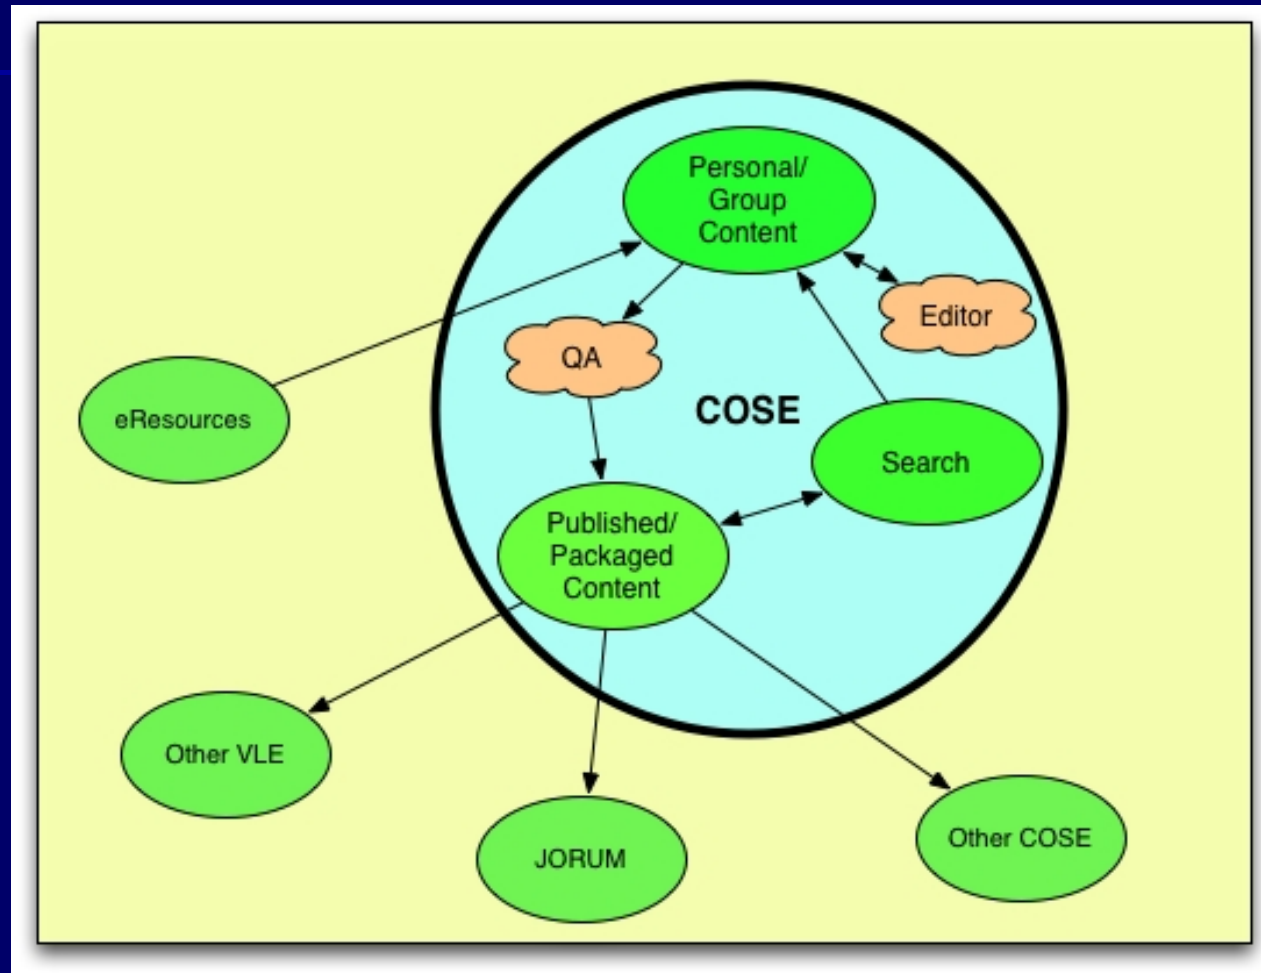 Personal/
Group
Content
Editor
QA
COSE
eResources
Search
Published/
Packaged
Content
Other VLE
JORUM
Other COSE